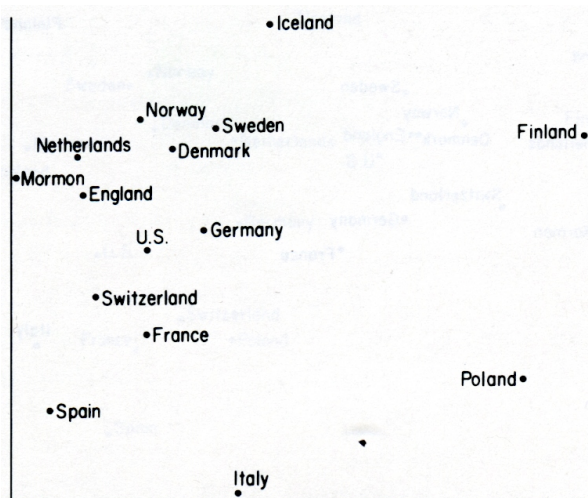 Iceland
Norway
Sweden
Finland
Netherlands
Denmark
Mormon
England
U.S.
Germany
Switzerland
France
Poland
Spain
Italy